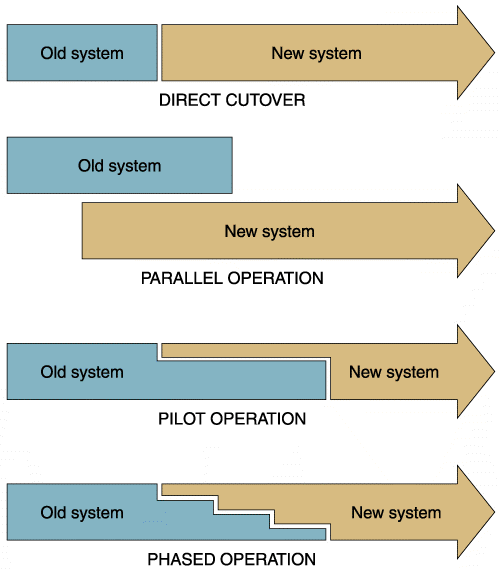 Old system New system
DIRECT CUTOVER
Old system
New system
PARALLEL OPERATION
Old system New system
PILOT OPERATION
Old system New system
PHASED OPERATION